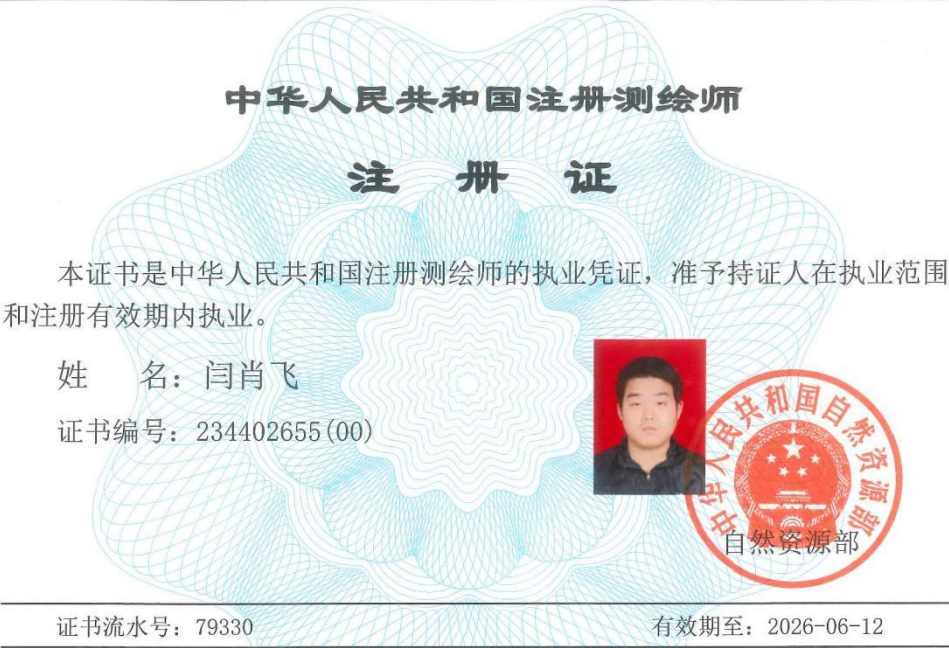 中华人民共和国注册测绘师
注 册 证
本证书是中华人民共和国注册测绘师的执业凭证，准予持证人在执业范围
和注册有效期内执业。
姓 名：闫肖飞
证书编号：234402655(00)
中华人民共和国自然资源部
自然资源部
证书流水号：79330
有效期至：2026-06-12